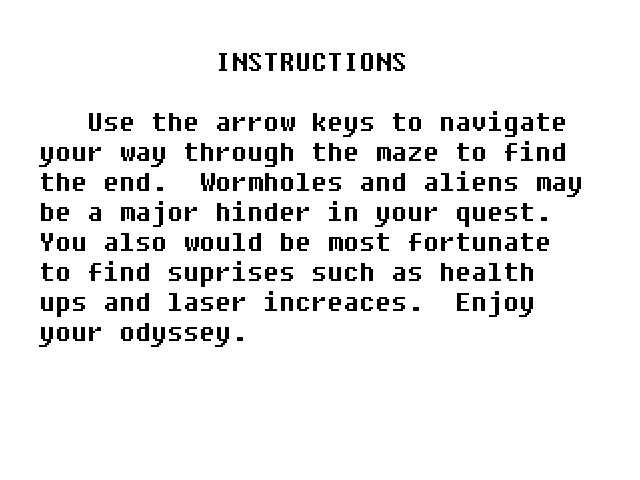 INSTRUCTIONS
Use the arrow keys to navigate
your way through the maze to find
the end.  Wormholes and aliens may
be a major hinder in your quest.
You also would be most fortunate
to find suprises such as health
ups and laser increaces.  Enjoy
your odyssey.